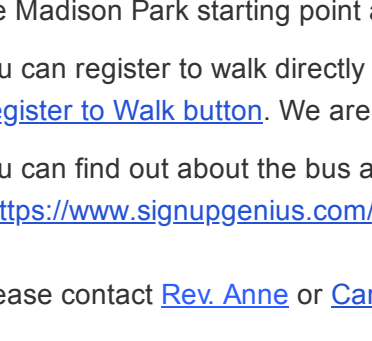 e Madison Park starting point a
u can register to walk directly
egister to Walk button. We are
u can find out about the bus a
ttps://www.signupgenius.com/
ease contact Rev. Anne or Car